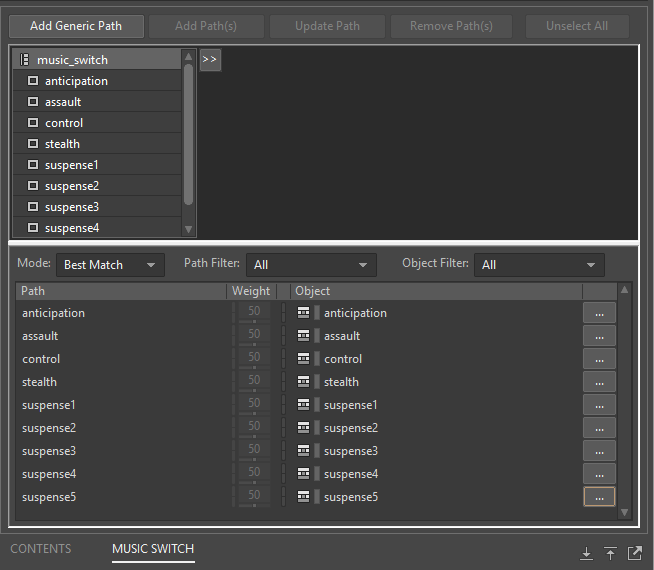 Add Generic Path Add Path(s) Update Path Remove Path(s) Unselect All
music_switch >>
anticipation
assault
control
stealth
suspense1
suspense2
suspense3
suspense4
Mode: Best Match Path Filter: All Object Filter: All
Path Weight Object
anticipation 50 anticipation ...
assault 50 assault ...
control 50 control ...
stealth 50 stealth ...
suspense1 50 suspense1 ...
suspense2 50 suspense2 ...
suspense3 50 suspense3 ...
suspense4 50 suspense4 ...
suspense5 50 suspense5 ...
CONTENTS MUSIC SWITCH